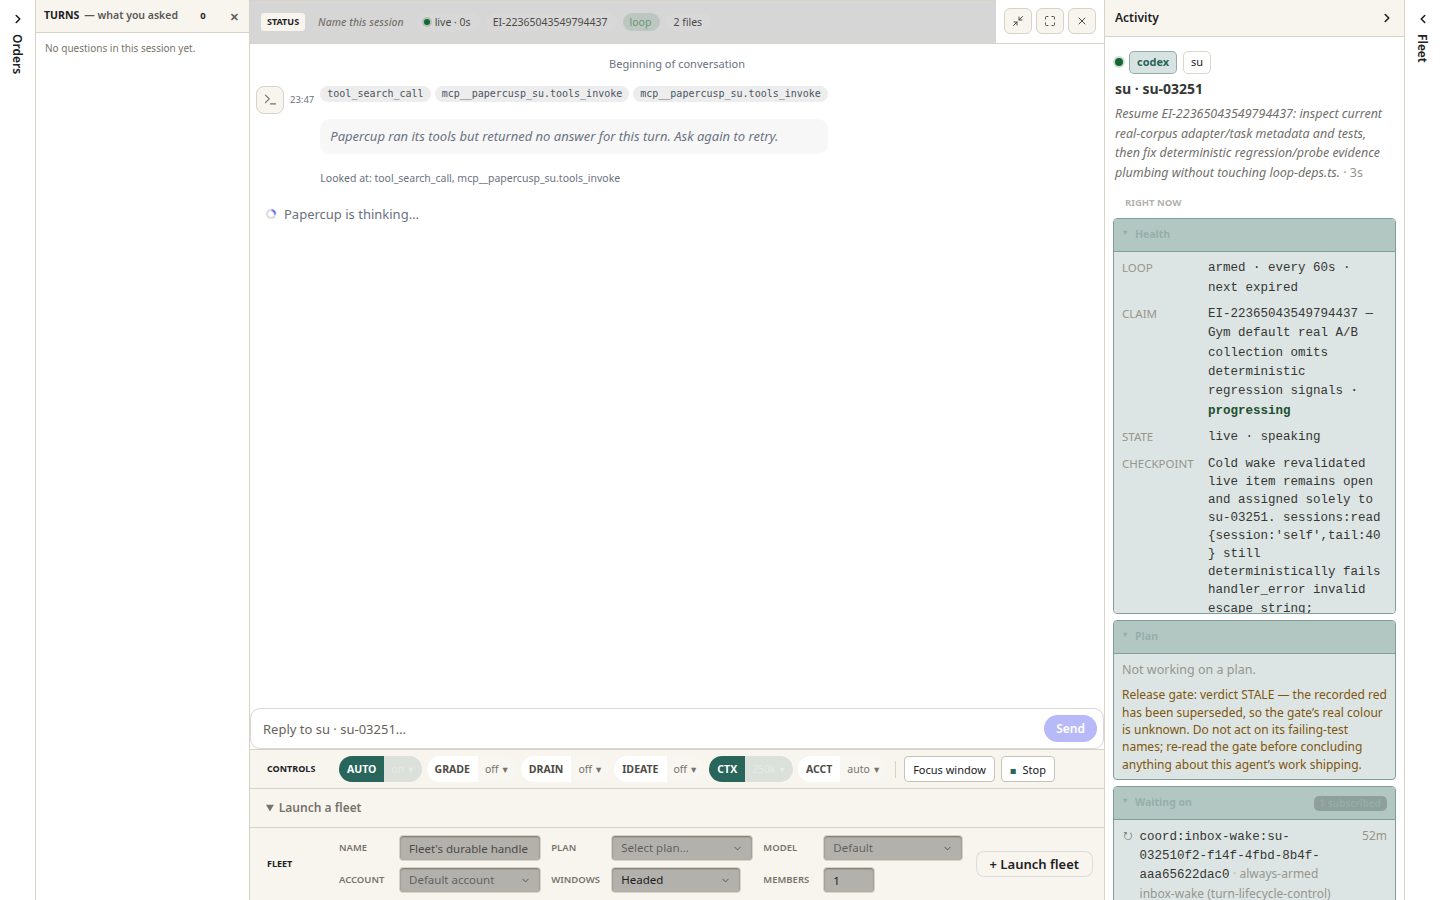 Orders
TURNS — what you asked 0 ×
No questions in this session yet.
STATUS Name this session live · 0s EI-22365043549794437 loop 2 files
Beginning of conversation
23:47 tool_search_call mcp__papercusp_su.tools_invoke mcp__papercusp_su.tools_invoke
Papercup ran its tools but returned no answer for this turn. Ask again to retry.
Looked at: tool_search_call, mcp__papercusp_su.tools_invoke
Papercup is thinking...
Reply to su · su-03251... Send
CONTROLS AUTO on ▾ GRADE off ▾ DRAIN off ▾ IDEATE off ▾ CTX 250k ▾ ACCT auto ▾ Focus window ■ Stop
▼ Launch a fleet
FLEET
NAME Fleet's durable handle PLAN Select plan... MODEL Default
ACCOUNT Default account WINDOWS Headed MEMBERS 1
+ Launch fleet
Activity
codex su
su · su-03251
Resume EI-22365043549794437: inspect current
real-corpus adapter/task metadata and tests,
then fix deterministic regression/probe evidence
plumbing without touching loop-deps.ts. · 3s
RIGHT NOW
▾ Health
LOOP armed · every 60s ·
next expired
CLAIM EI-22365043549794437 —
Gym default real A/B
collection omits
deterministic
regression signals ·
progressing
STATE live · speaking
CHECKPOINT Cold wake revalidated
live item remains open
and assigned solely to
su-03251. sessions:read
{session:'self',tail:40
} still
deterministically fails
handler_error invalid
escape string;
▾ Plan
Not working on a plan.
Release gate: verdict STALE — the recorded red
has been superseded, so the gate's real colour
is unknown. Do not act on its failing-test
names; re-read the gate before concluding
anything about this agent's work shipping.
▾ Waiting on 1 subscribed
↻ coord:inbox-wake:su- 52m
032510f2-f14f-4fbd-8b4f-
aaa65622dac0 · always-armed
inbox-wake (turn-lifecycle-control)
Fleet